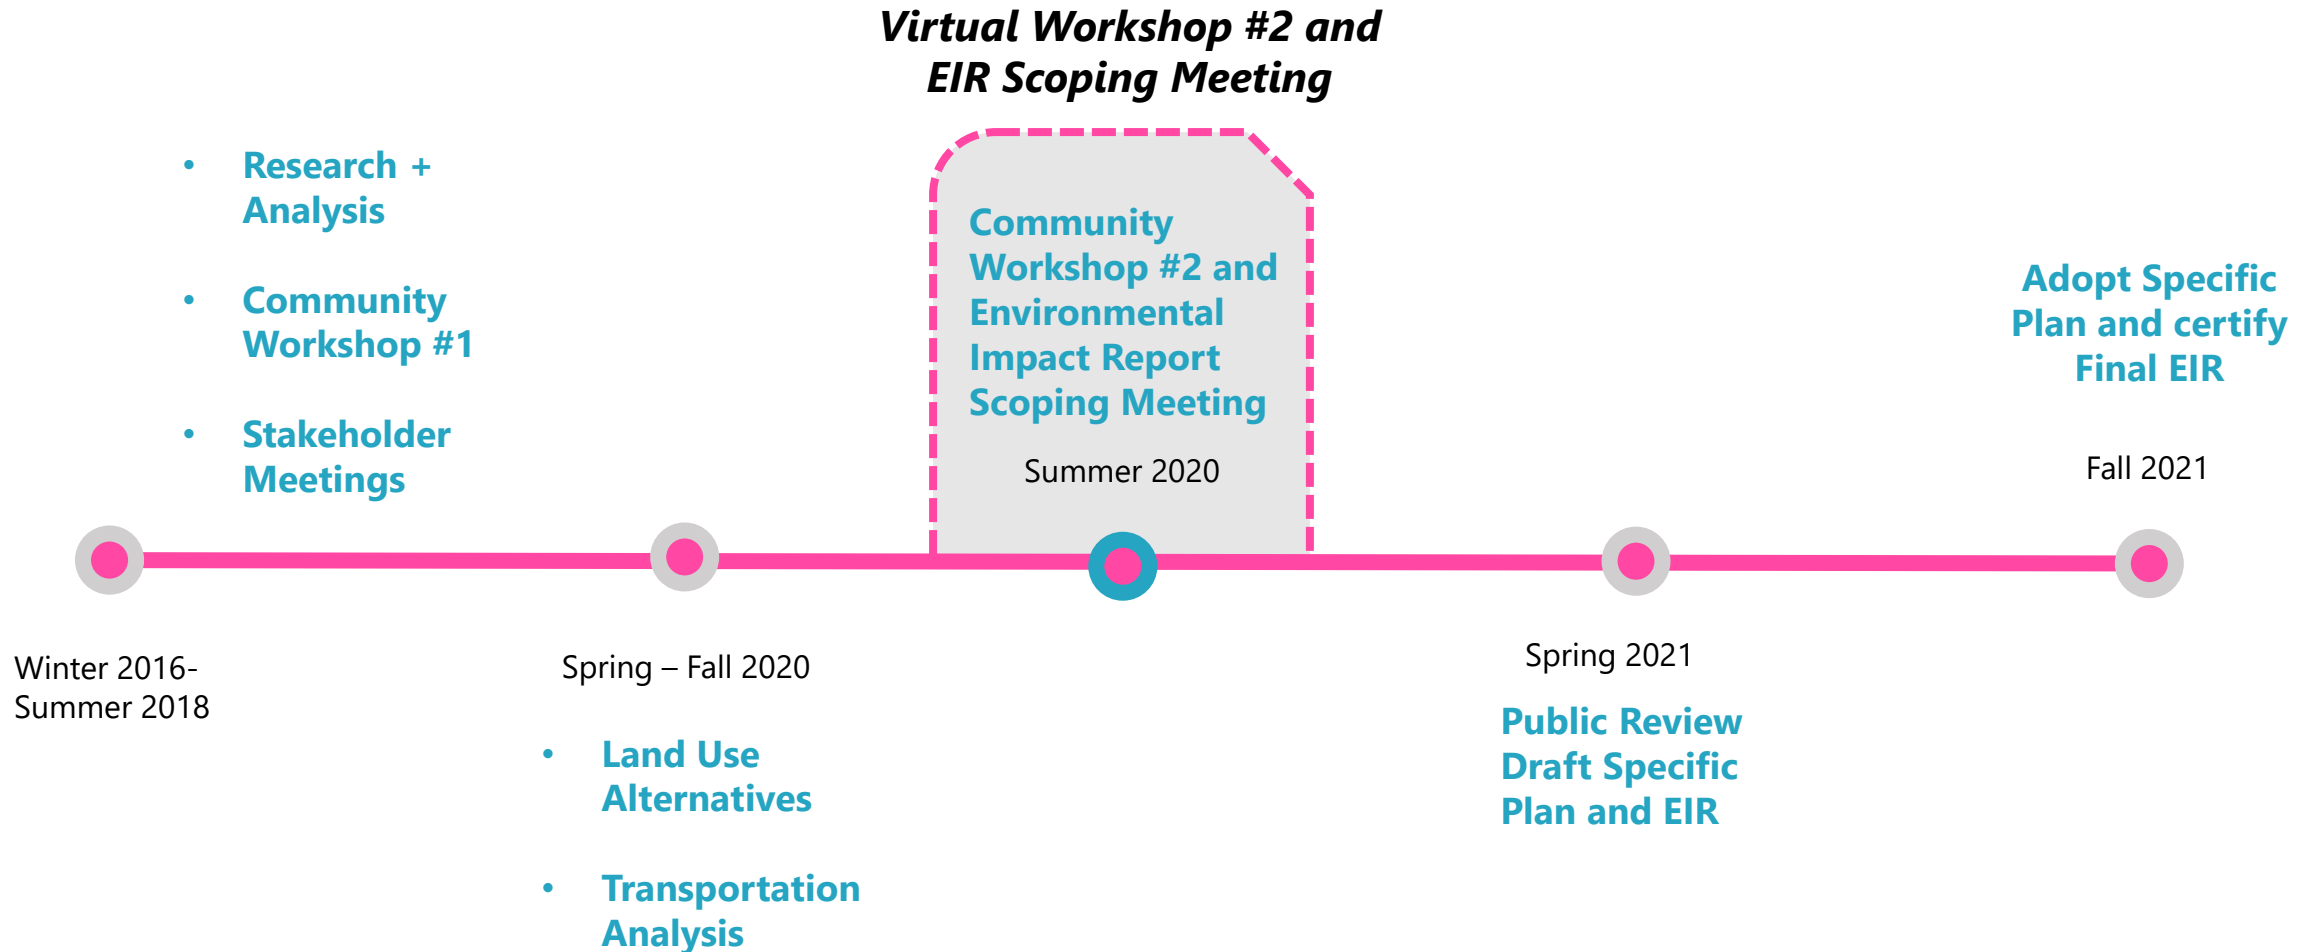 Virtual Workshop #2 and
EIR Scoping Meeting
• Research +
Analysis
• Community
Workshop #1
• Stakeholder
Meetings
Winter 2016-
Summer 2018
Spring – Fall 2020
• Land Use
Alternatives
• Transportation
Analysis
Community
Workshop #2 and
Environmental
Impact Report
Scoping Meeting
Summer 2020
Spring 2021
Public Review
Draft Specific
Plan and EIR
Adopt Specific
Plan and certify
Final EIR
Fall 2021